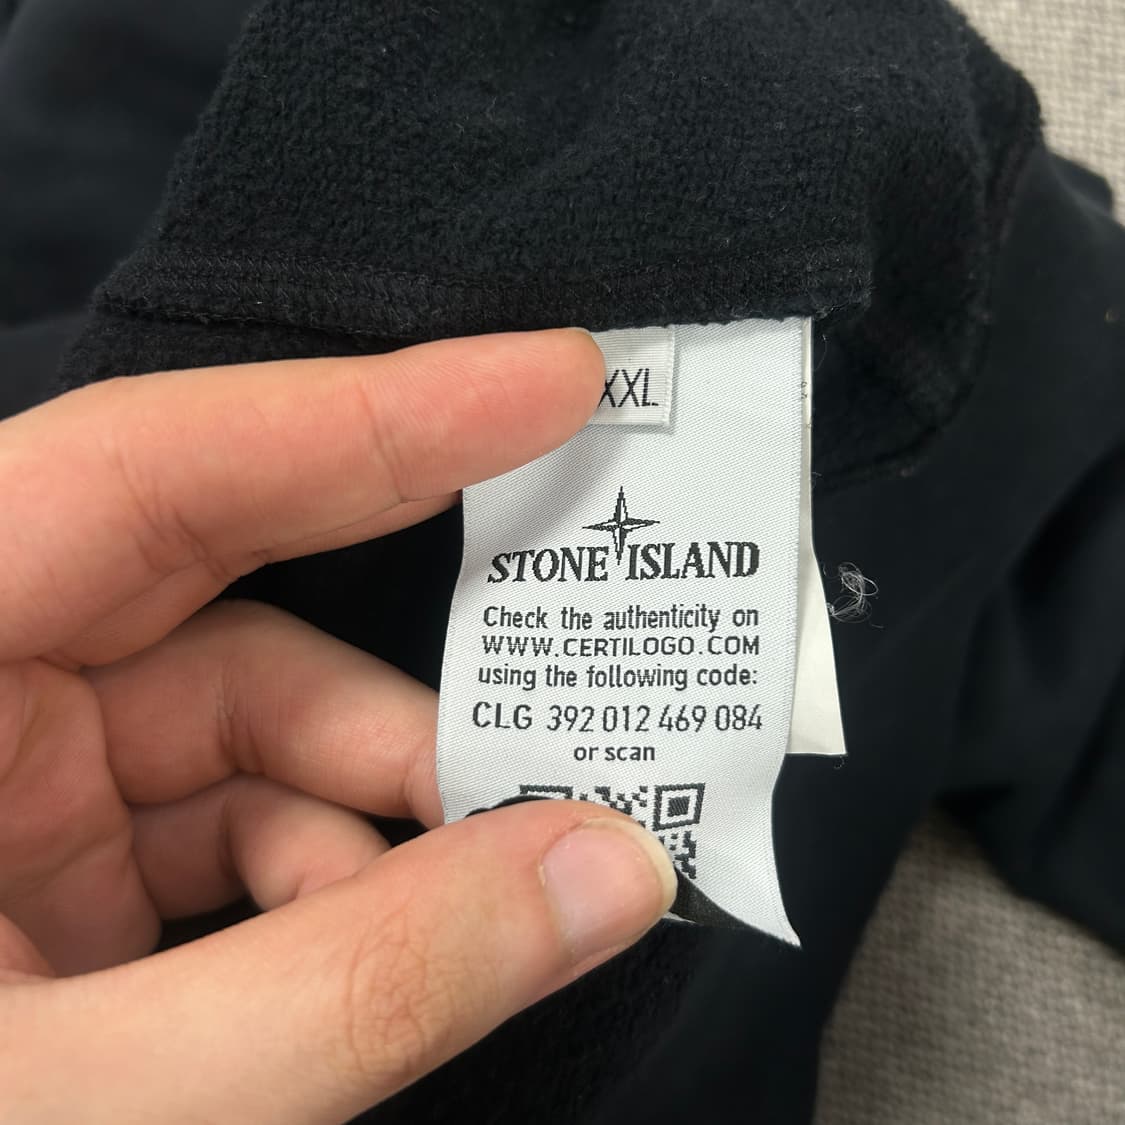 XXL
STONE ISLAND
Check the authenticity on
WWW.CERTILOGO.COM
using the following code:
CLG 392 012 469 084
or scan